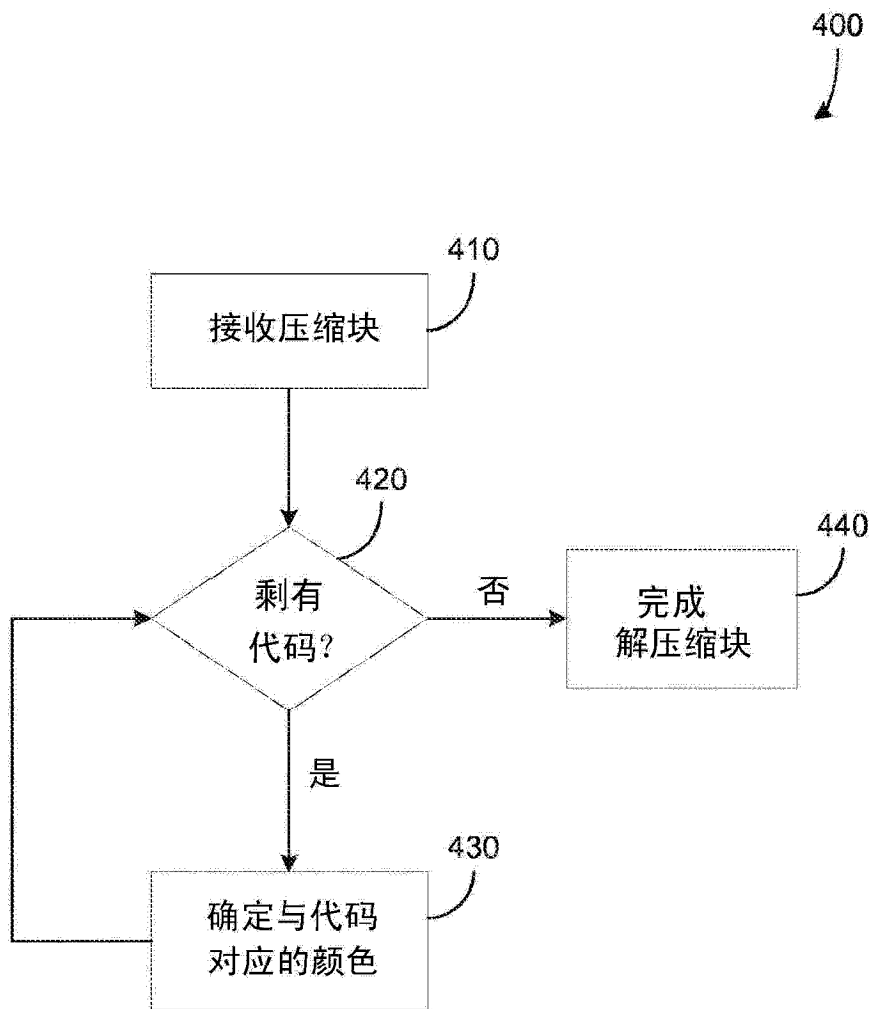 400
410
接收压缩块
420
剩有
代码？
否
440
完成
解压缩块
是
430
确定与代码
对应的颜色